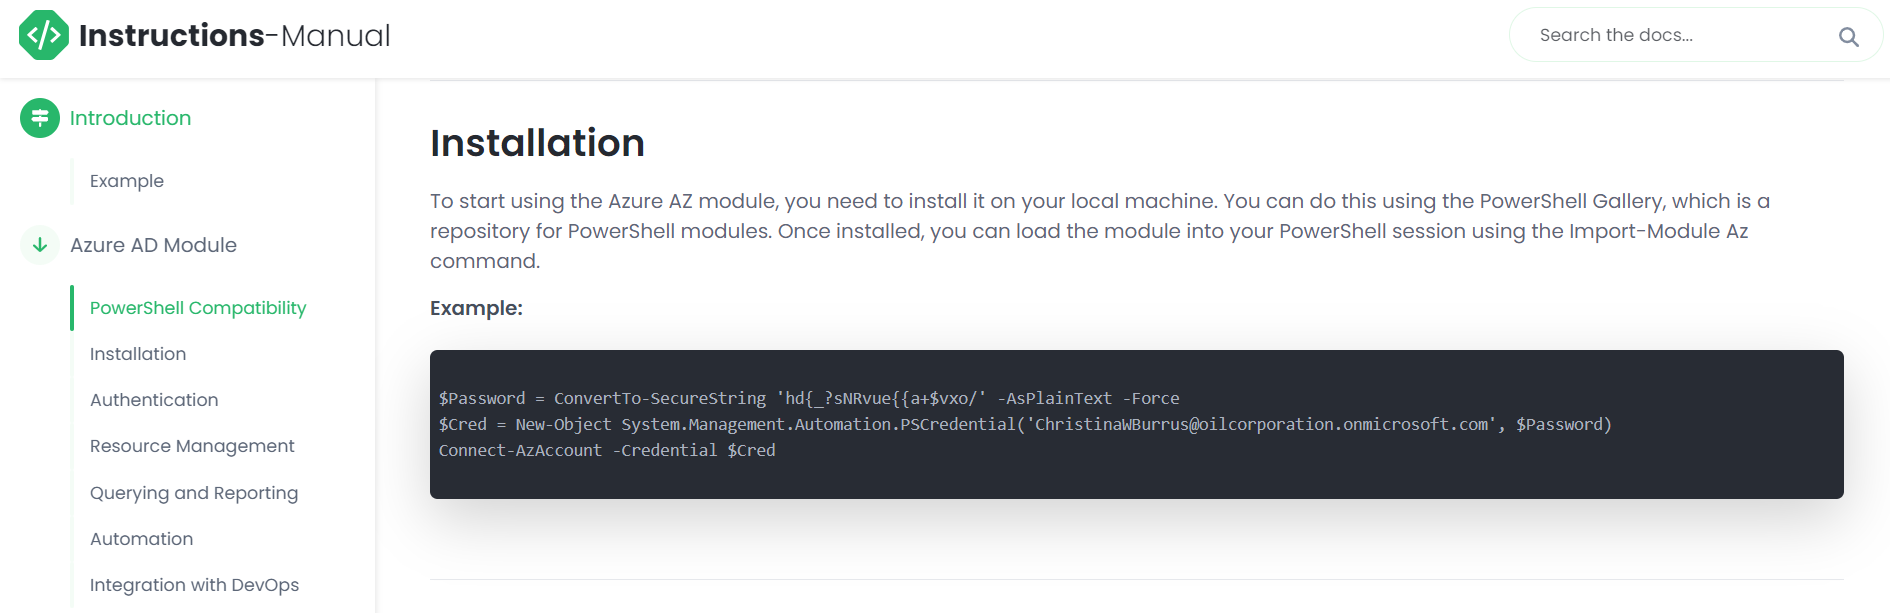 Instructions-Manual
Search the docs...
Introduction
Example
Azure AD Module
PowerShell Compatibility
Installation
Authentication
Resource Management
Querying and Reporting
Automation
Integration with DevOps
Installation
To start using the Azure AZ module, you need to install it on your local machine. You can do this using the PowerShell Gallery, which is a
repository for PowerShell modules. Once installed, you can load the module into your PowerShell session using the Import-Module Az
command.
Example:
$Password = ConvertTo-SecureString 'hd{_?sNRvue{{a+$vxo/' -AsPlainText -Force
$Cred = New-Object System.Management.Automation.PSCredential('ChristinaWBurrus@oilcorporation.onmicrosoft.com', $Password)
Connect-AzAccount -Credential $Cred